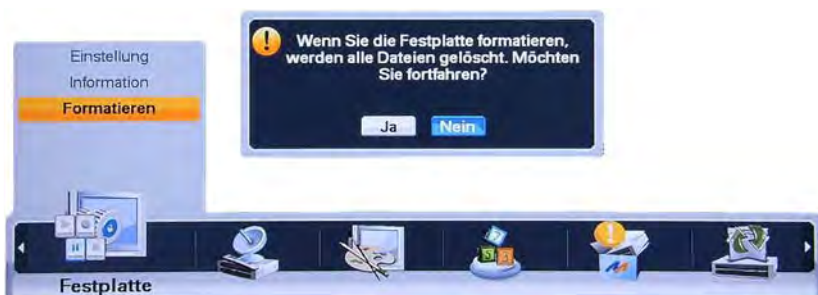 Einstellung
Information
Formatieren
Wenn Sie die Festplatte formatieren,
werden alle Dateien gelöscht. Möchten
Sie fortfahren?
Ja
Nein
Festplatte